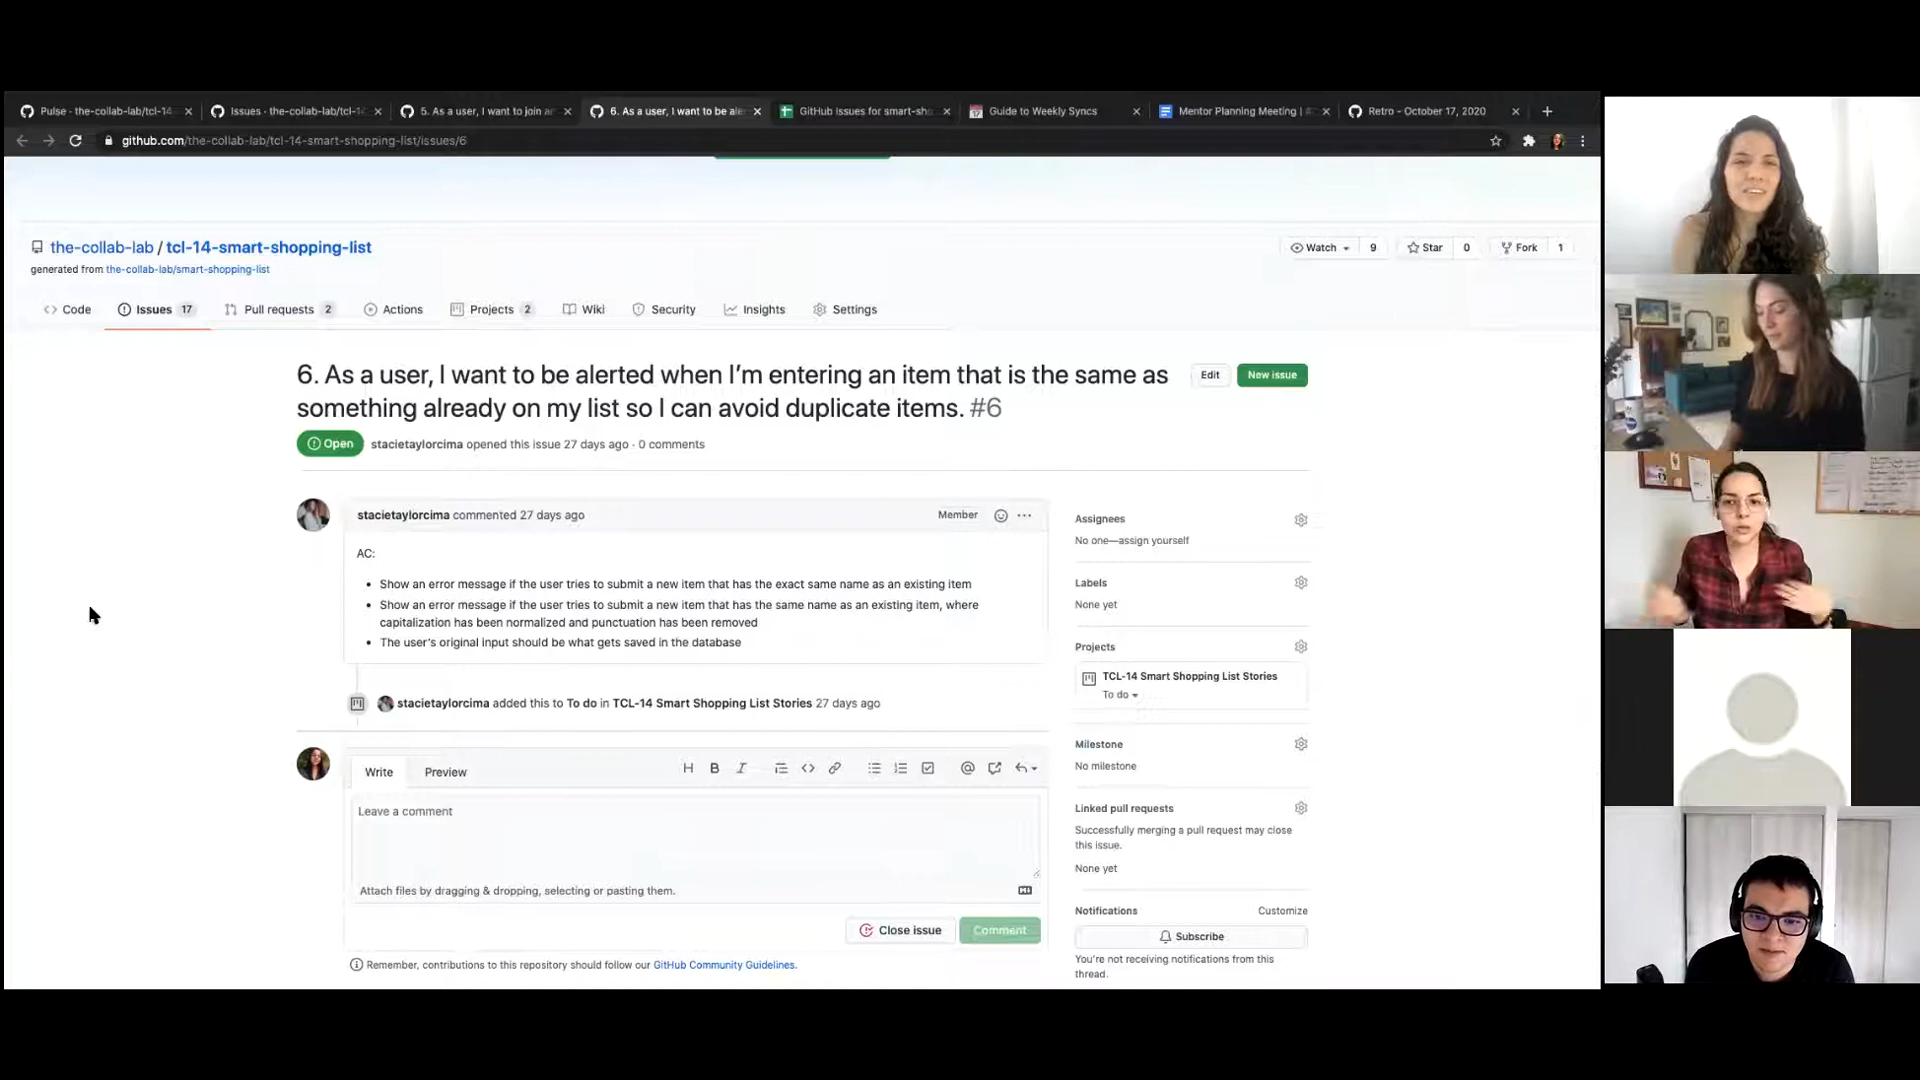 Pulse · the-collab-lab/tcl-14
Issues · the-collab-lab/tcl-1
5. As a user, I want to join a
6. As a user, I want to be ale
GitHub issues for smart-sh
Guide to Weekly Syncs
Mentor Planning Meeting |
Retro - October 17, 2020
github.com/the-collab-lab/tcl-14-smart-shopping-list/issues/6
the-collab-lab / tcl-14-smart-shopping-list
Watch 9
Star 0
Fork 1
generated from the-collab-lab/smart-shopping-list
Code
Issues 17
Pull requests 2
Actions
Projects 2
Wiki
Security
Insights
Settings
6. As a user, I want to be alerted when I’m entering an item that is the same as
something already on my list so I can avoid duplicate items. #6
Edit
New issue
Open
stacietaylorcima opened this issue 27 days ago · 0 comments
stacietaylorcima commented 27 days ago
Member
AC:
• Show an error message if the user tries to submit a new item that has the exact same name as an existing item
• Show an error message if the user tries to submit a new item that has the same name as an existing item, where
capitalization has been normalized and punctuation has been removed
• The user's original input should be what gets saved in the database
stacietaylorcima added this to To do in TCL-14 Smart Shopping List Stories 27 days ago
Write
Preview
H B I
Leave a comment
Attach files by dragging & dropping, selecting or pasting them.
Close issue
Comment
Remember, contributions to this repository should follow our GitHub Community Guidelines.
Assignees
No one—assign yourself
Labels
None yet
Projects
TCL-14 Smart Shopping List Stories
To do
Milestone
No milestone
Linked pull requests
Successfully merging a pull request may close
this issue.
None yet
Notifications
Customize
Subscribe
You’re not receiving notifications from this
thread.